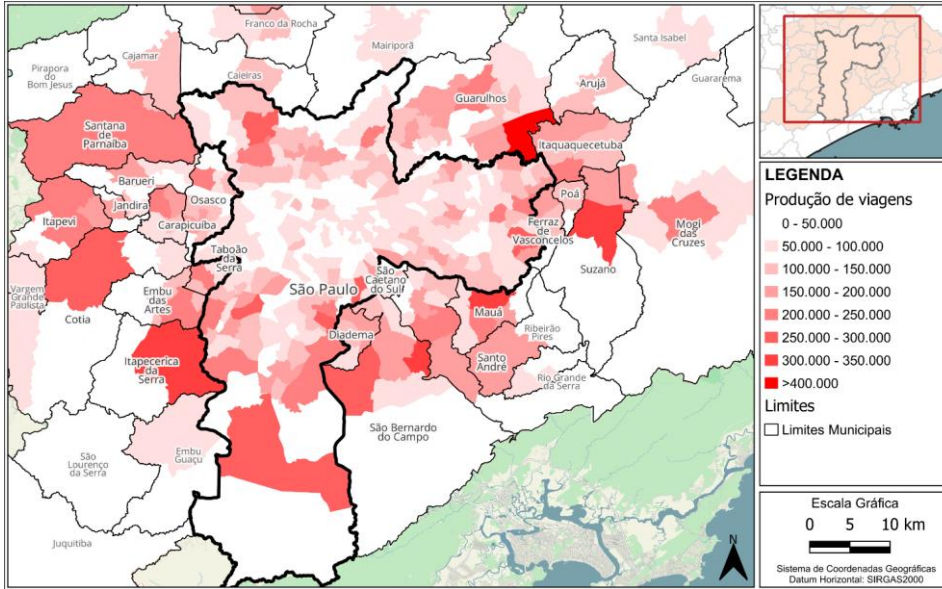 Franco da Rocha
Cajamar
Mairiporã
Santa Isabel
Pirapora
do
Bom Jesus
Caieiras
Arujá
Guararema
Guarulhos
Santana
de
Parnaíba
Itaquaquecetuba
Barueri
Jandira
Osasco
Poá
Itapevi
Carapicuíba
Ferraz
de
Vasconcelos
Mogi
das
Cruzes
Taboão
da
Serra
Suzano
São
Caetano
do Sul
Vargem
Grande
Paulista
Embu
das
Artes
São Paulo
Cotia
Mauá
Diadema
Ribeirão
Pires
Itapecerica
da
Serra
Santo
André
Rio Grande
da Serra
São Bernardo
do Campo
Embu
Guaçu
São
Lourenço
da Serra
Juquitiba
N
LEGENDA
Produção de viagens
0 - 50.000
50.000 - 100.000
100.000 - 150.000
150.000 - 200.000
200.000 - 250.000
250.000 - 300.000
300.000 - 350.000
>400.000
Limites
Limites Municipais
Escala Gráfica
0 5 10 km
Sistema de Coordenadas Geográficas
Datum Horizontal: SIRGAS2000